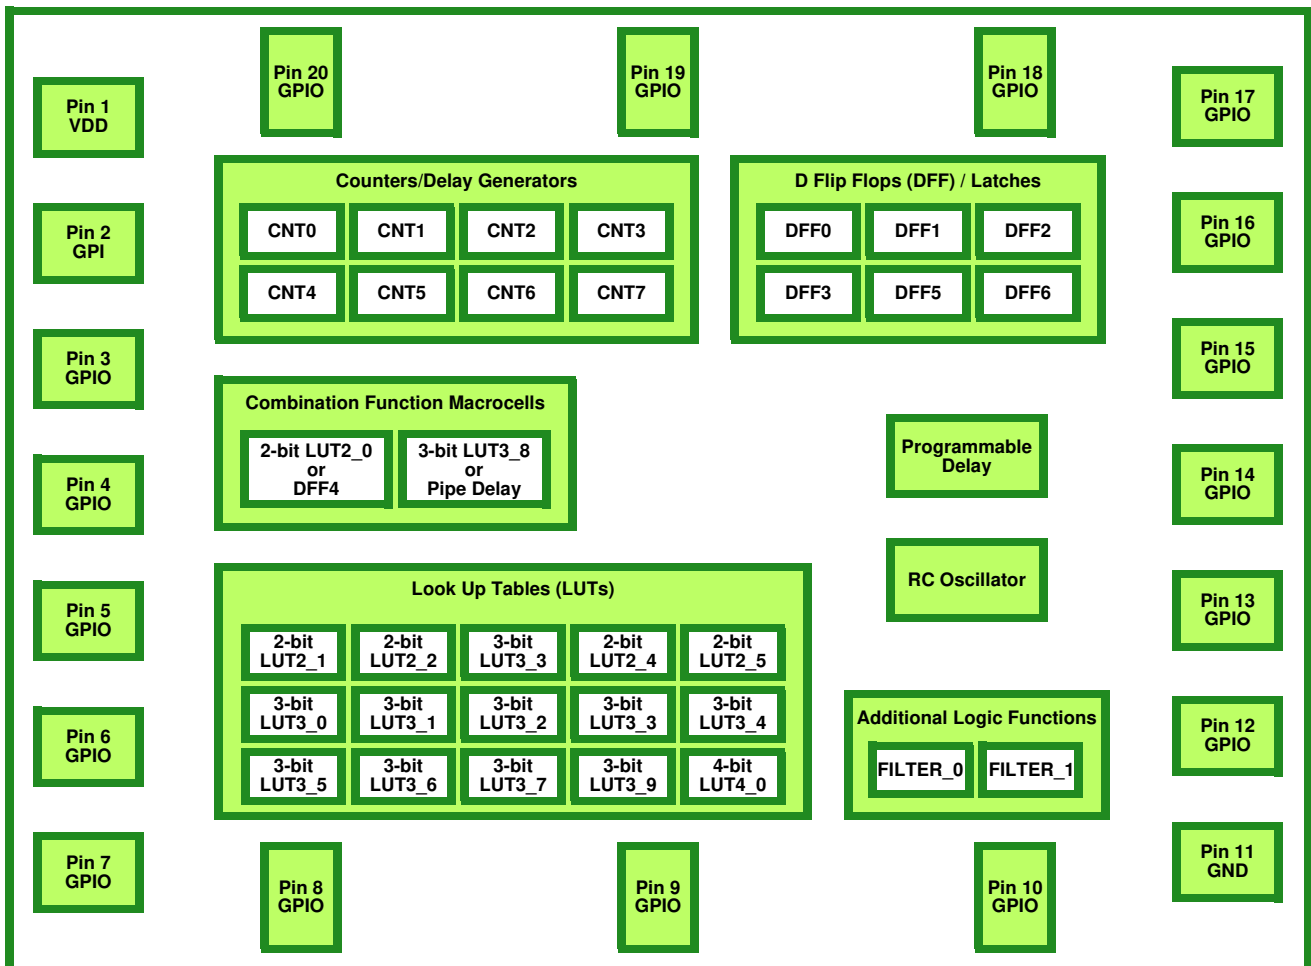 Pin 20
GPIO
Pin 19
GPIO
Pin 18
GPIO
Pin 1
VDD
Pin 2
GPI
Pin 3
GPIO
Pin 4
GPIO
Pin 5
GPIO
Pin 6
GPIO
Pin 7
GPIO
Counters/Delay Generators
CNT0
CNT1
CNT2
CNT3
CNT4
CNT5
CNT6
CNT7
D Flip Flops (DFF) / Latches
DFF0
DFF1
DFF2
DFF3
DFF5
DFF6
Combination Function Macrocells
2-bit LUT2_0
or
DFF4
3-bit LUT3_8
or
Pipe Delay
Programmable
Delay
RC Oscillator
Look Up Tables (LUTs)
2-bit
LUT2_1
2-bit
LUT2_2
3-bit
LUT3_3
2-bit
LUT2_4
2-bit
LUT2_5
3-bit
LUT3_0
3-bit
LUT3_1
3-bit
LUT3_2
3-bit
LUT3_3
3-bit
LUT3_4
3-bit
LUT3_5
3-bit
LUT3_6
3-bit
LUT3_7
3-bit
LUT3_9
4-bit
LUT4_0
Additional Logic Functions
FILTER_0
FILTER_1
Pin 17
GPIO
Pin 16
GPIO
Pin 15
GPIO
Pin 14
GPIO
Pin 13
GPIO
Pin 12
GPIO
Pin 11
GND
Pin 8
GPIO
Pin 9
GPIO
Pin 10
GPIO